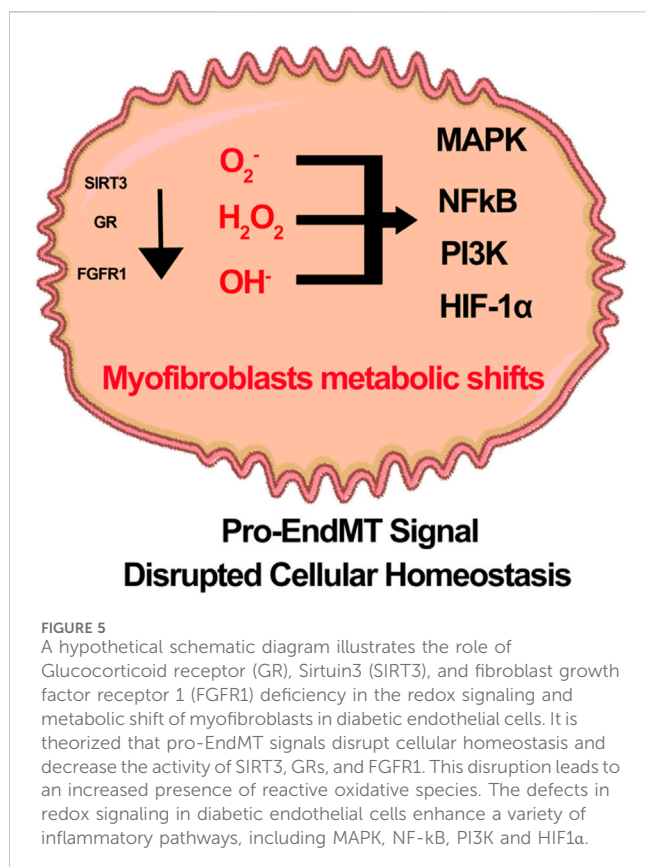 SIRT3
GR
FGFR1
O₂⁻
H₂O₂
OH⁻
MAPK
NFkB
PI3K
HIF-1α
Myofibroblasts metabolic shifts
Pro-EndMT Signal
Disrupted Cellular Homeostasis
FIGURE 5
A hypothetical schematic diagram illustrates the role of
Glucocorticoid receptor (GR), Sirtuin3 (SIRT3), and fibroblast growth
factor receptor 1 (FGFR1) deficiency in the redox signaling and
metabolic shift of myofibroblasts in diabetic endothelial cells. It is
theorized that pro-EndMT signals disrupt cellular homeostasis and
decrease the activity of SIRT3, GRs, and FGFR1. This disruption leads to
an increased presence of reactive oxidative species. The defects in
redox signaling in diabetic endothelial cells enhance a variety of
inflammatory pathways, including MAPK, NF-kB, PI3K and HIF1α.